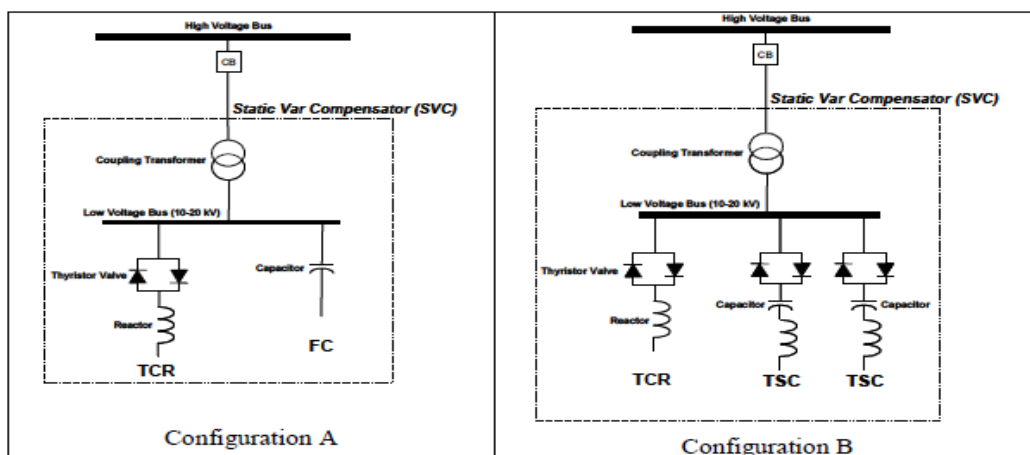 High Voltage Bus
CB
Static Var Compensator (SVC)
Coupling Transformer
Low Voltage Bus (10-20 kV)
Thyristor Valve
Capacitor
Reactor
FC
TCR
Configuration A
High Voltage Bus
CB
Static Var Compensator (SVC)
Coupling Transformer
Low Voltage Bus (10-20 kV)
Thyristor Valve
Capacitor
Capacitor
Reactor
TCR
TSC
TSC
Configuration B